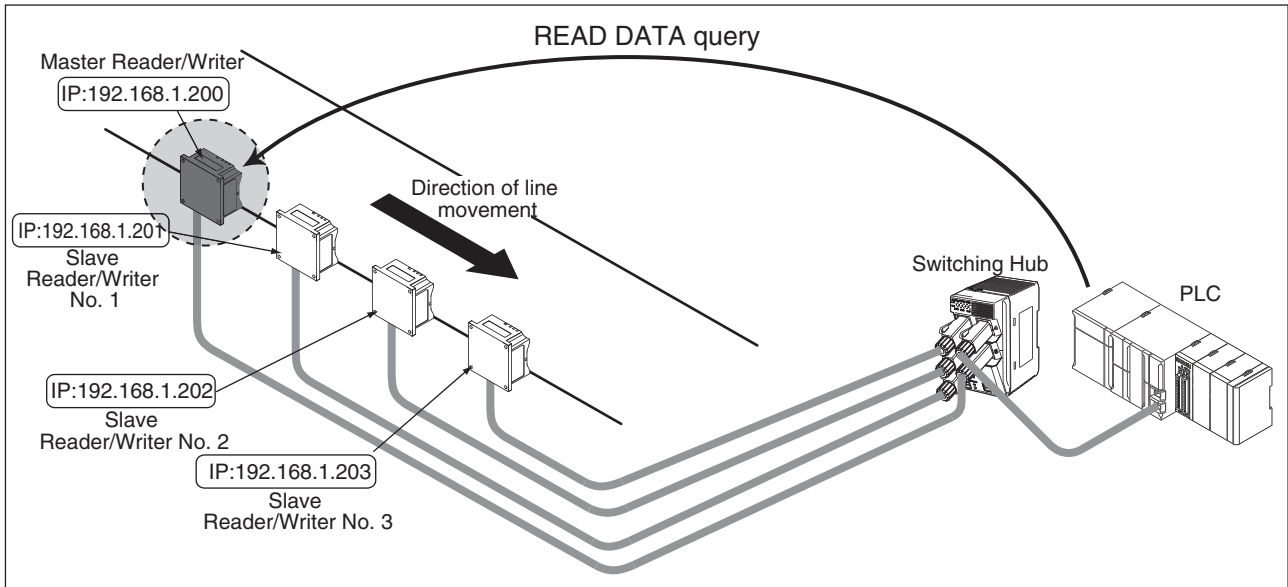 READ DATA query
Master Reader/Writer
IP:192.168.1.200
Direction of line
movement
IP:192.168.1.201
Slave
Reader/Writer
No. 1
Switching Hub
PLC
IP:192.168.1.202
Slave
Reader/Writer No. 2
IP:192.168.1.203
Slave
Reader/Writer No. 3